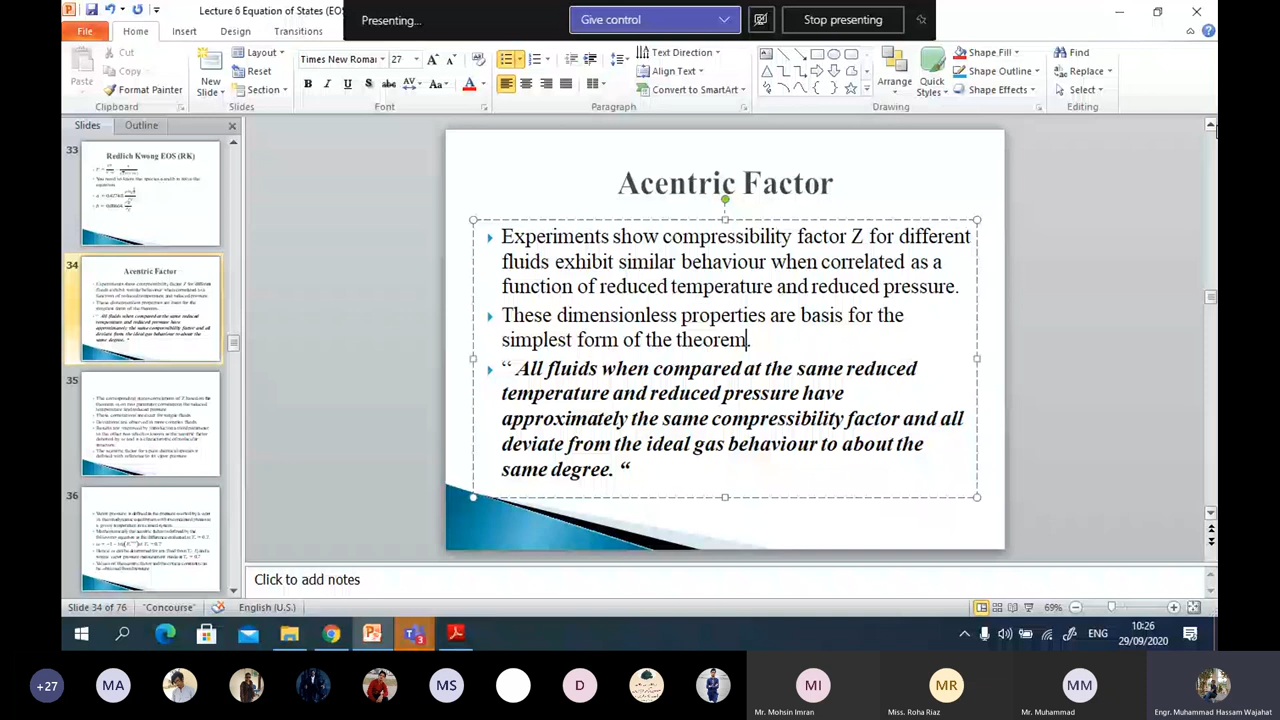 Lecture 6 Equation of States (EOS
Presenting...
Give control
Stop presenting
File
Home
Insert
Design
Transitions
Paste
Cut
Copy
Format Painter
Clipboard
New
Slide
Layout
Reset
Section
Slides
Times New Roman
27
Font
Text Direction
Align Text
Convert to SmartArt
Paragraph
Arrange
Quick
Styles
Shape Fill
Shape Outline
Shape Effects
Drawing
Find
Replace
Select
Editing
Slides
Outline
33
Redlich Kwong EOS (RK)
34
Acentric Factor
35
36
Acentric Factor
Experiments show compressibility factor Z for different
fluids exhibit similar behaviour when correlated as a
function of reduced temperature and reduced pressure.
These dimensionless properties are basis for the
simplest form of the theorem.
“ All fluids when compared at the same reduced
temperature and reduced pressure have
approximately the same compressibility factor and all
deviate from the ideal gas behaviour to about the
same degree. “
Click to add notes
Slide 34 of 76
"Concourse"
English (U.S.)
69%
3
ENG
10:26
29/09/2020
+27
MA
MS
D
MI
MR
MM
Mr. Mohsin Imran
Miss. Roha Riaz
Mr. Muhammad
Engr. Muhammad Hassam Wajahat